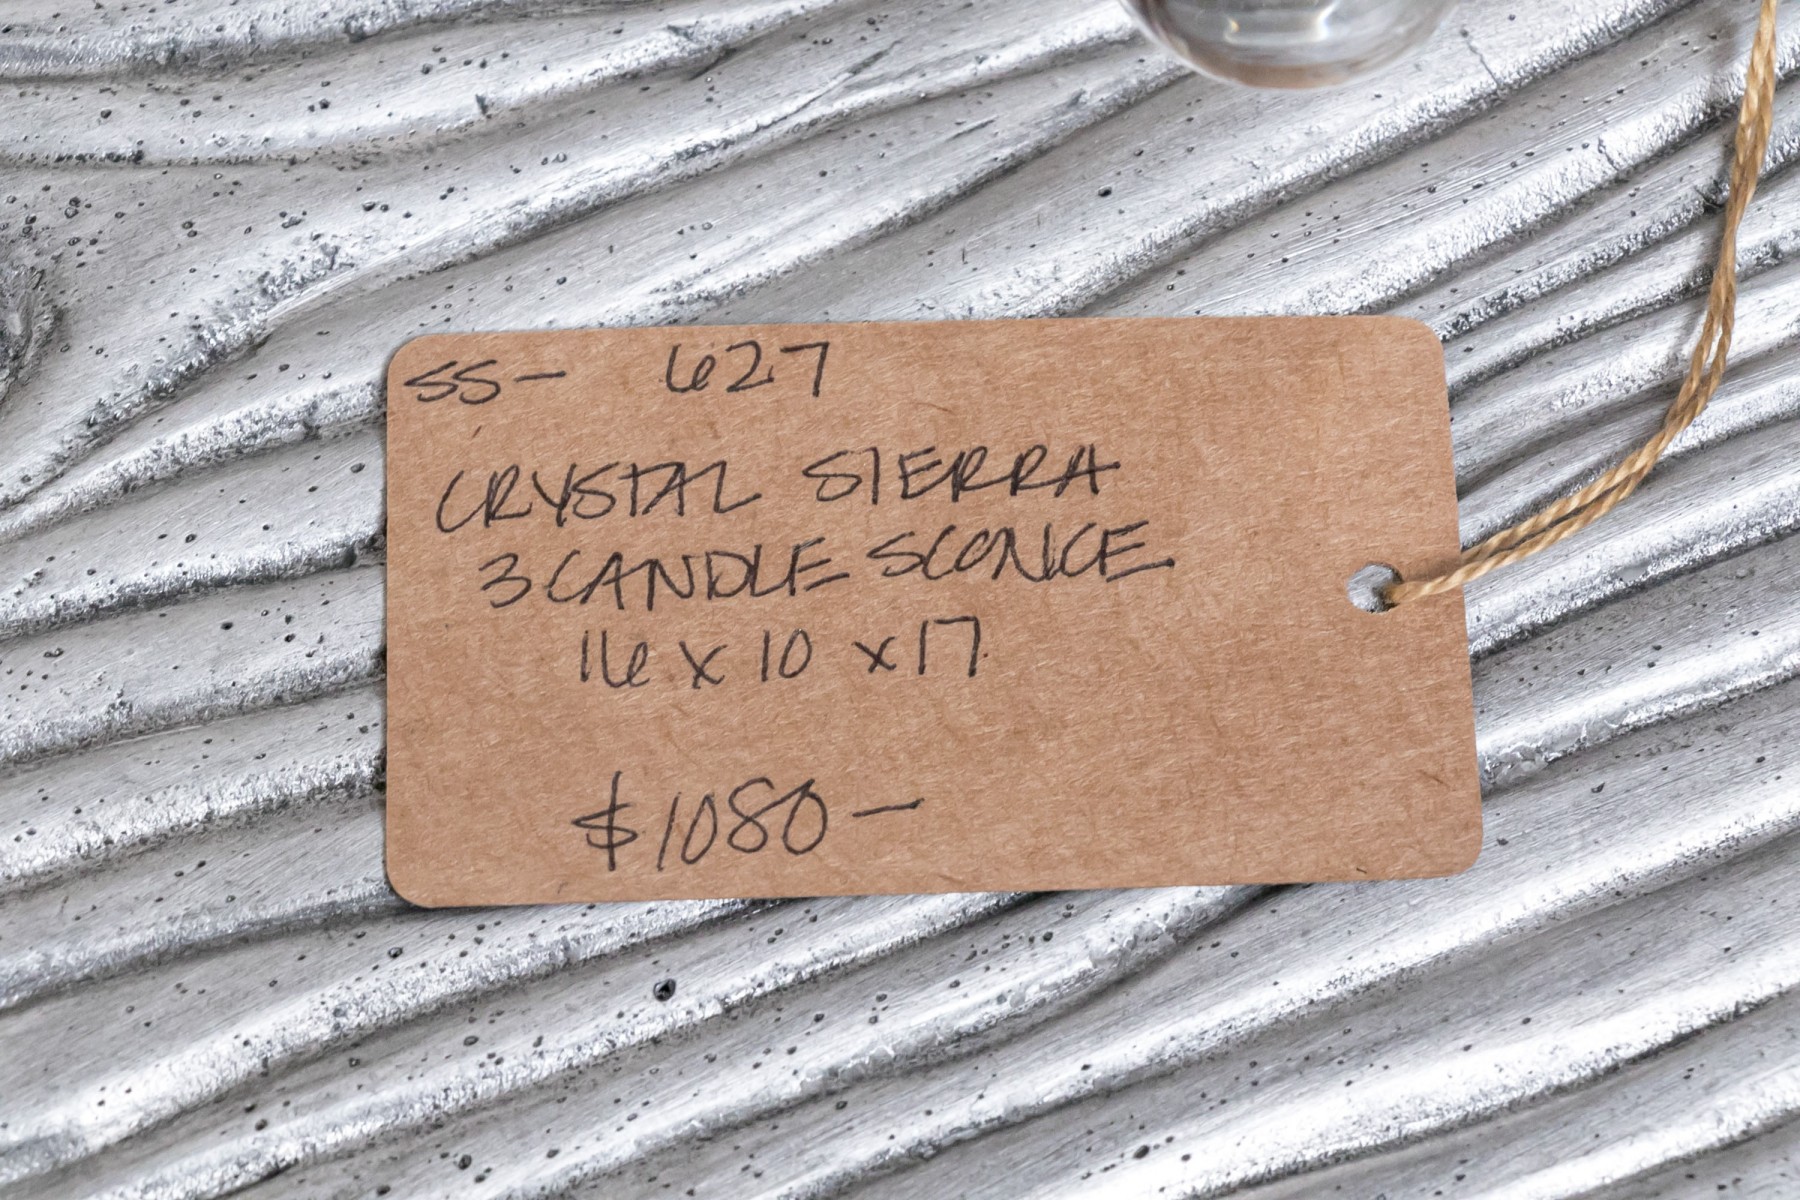 SS- 627
CRYSTAL SIERRA
3 CANDLE SCONCE
16 x 10 x 17
$1080-